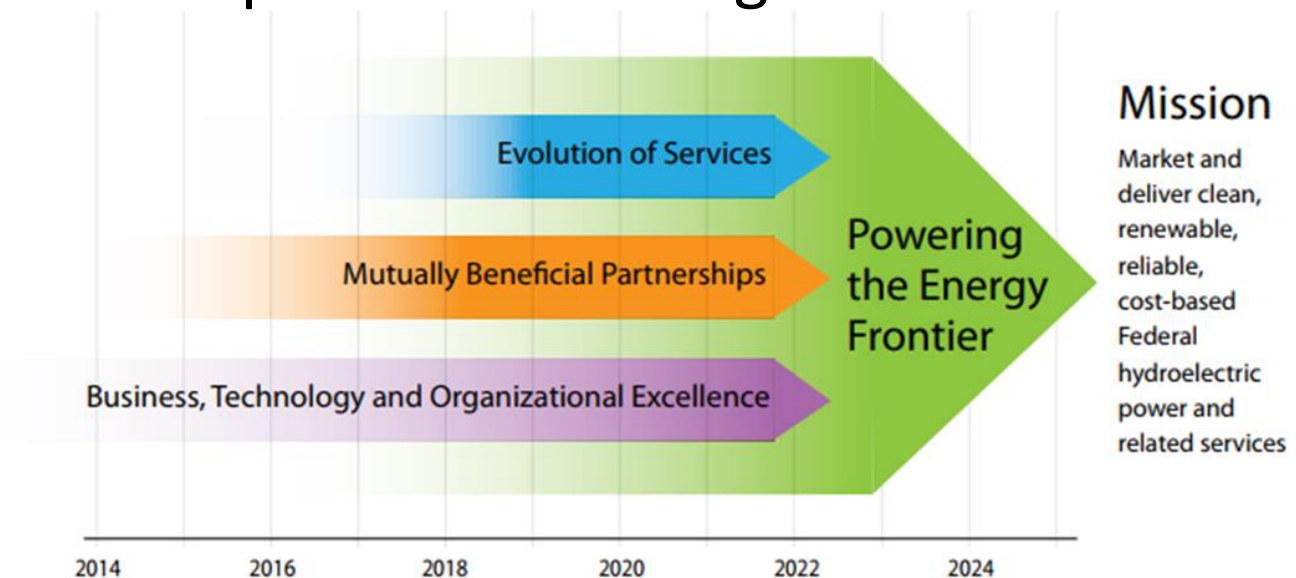 Evolution of Services
Mutually Beneficial Partnerships
Business, Technology and Organizational Excellence
Powering
the Energy
Frontier
Mission
Market and
deliver clean,
renewable,
reliable,
cost-based
Federal
hydroelectric
power and
related services
2014 2016 2018 2020 2022 2024